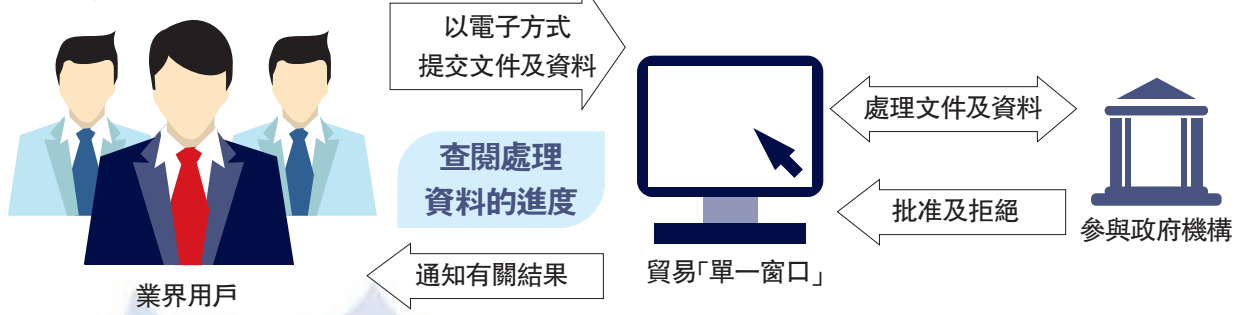 以電子方式
提交文件及資料
處理文件及資料
查閱處理
資料的進度
批准及拒絕
參與政府機構
通知有關結果
貿易「單一窗口」
業界用戶